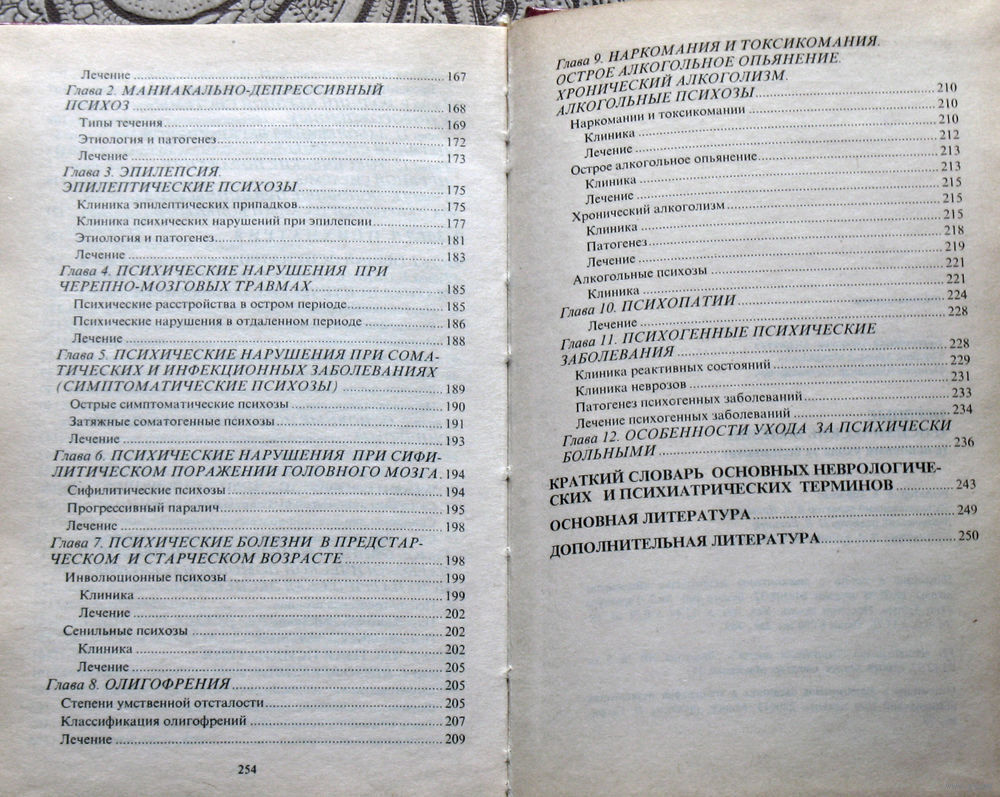 Лечение ........ 167
Глава 2. МАНИАКАЛЬНО-ДЕПРЕССИВНЫЙ
ПСИХОЗ ........ 168
Типы течения ........ 169
Этиология и патогенез ........ 172
Лечение ........ 173
Глава 3. ЭПИЛЕПСИЯ.
ЭПИЛЕПТИЧЕСКИЕ ПСИХОЗЫ ........ 175
Клиника эпилептических припадков ........ 175
Клиника психических нарушений при эпилепсии ........ 177
Этиология и патогенез ........ 181
Лечение ........ 183
Глава 4. ПСИХИЧЕСКИЕ НАРУШЕНИЯ ПРИ
ЧЕРЕПНО-МОЗГОВЫХ ТРАВМАХ ........ 185
Психические расстройства в остром периоде ........ 185
Психические нарушения в отдаленном периоде ........ 186
Лечение ........ 188
Глава 5. ПСИХИЧЕСКИЕ НАРУШЕНИЯ ПРИ СОМА-
ТИЧЕСКИХ И ИНФЕКЦИОННЫХ ЗАБОЛЕВАНИЯХ
(СИМПТОМАТИЧЕСКИЕ ПСИХОЗЫ) ........ 189
Острые симптоматические психозы ........ 190
Затяжные соматогенные психозы ........ 191
Лечение ........ 193
Глава 6. ПСИХИЧЕСКИЕ НАРУШЕНИЯ ПРИ СИФИ-
ЛИТИЧЕСКОМ ПОРАЖЕНИИ ГОЛОВНОГО МОЗГА . 194
Сифилитические психозы ........ 194
Прогрессивный паралич ........ 195
Лечение ........ 198
Глава 7. ПСИХИЧЕСКИЕ БОЛЕЗНИ В ПРЕДСТАР-
ЧЕСКОМ И СТАРЧЕСКОМ ВОЗРАСТЕ ........ 198
Инволюционные психозы ........ 199
Клиника ........ 199
Лечение ........ 202
Сенильные психозы ........ 202
Клиника ........ 202
Лечение ........ 205
Глава 8. ОЛИГОФРЕНИЯ ........ 205
Степени умственной отсталости ........ 205
Классификация олигофрений ........ 207
Лечение ........ 209
254
Глава 9. НАРКОМАНИЯ И ТОКСИКОМАНИЯ.
ОСТРОЕ АЛКОГОЛЬНОЕ ОПЬЯНЕНИЕ.
ХРОНИЧЕСКИЙ АЛКОГОЛИЗМ.
АЛКОГОЛЬНЫЕ ПСИХОЗЫ ........ 210
Наркомании и токсикомании ........ 210
Клиника ........ 210
Лечение ........ 212
Острое алкогольное опьянение ........ 213
Клиника ........ 213
Лечение ........ 215
Хронический алкоголизм ........ 215
Клиника ........ 215
Патогенез ........ 218
Лечение ........ 219
Алкогольные психозы ........ 221
Клиника ........ 221
Глава 10. ПСИХОПАТИИ ........ 224
Лечение ........ 228
Глава 11. ПСИХОГЕННЫЕ ПСИХИЧЕСКИЕ
ЗАБОЛЕВАНИЯ ........ 228
Клиника реактивных состояний ........ 229
Клиника неврозов ........ 231
Патогенез психогенных заболеваний ........ 233
Лечение психогенных заболеваний ........ 234
Глава 12. ОСОБЕННОСТИ УХОДА ЗА ПСИХИЧЕСКИ
БОЛЬНЫМИ ........ 236
КРАТКИЙ СЛОВАРЬ ОСНОВНЫХ НЕВРОЛОГИЧЕ-
СКИХ И ПСИХИАТРИЧЕСКИХ ТЕРМИНОВ ........ 243
ОСНОВНАЯ ЛИТЕРАТУРА ........ 249
ДОПОЛНИТЕЛЬНАЯ ЛИТЕРАТУРА ........ 250